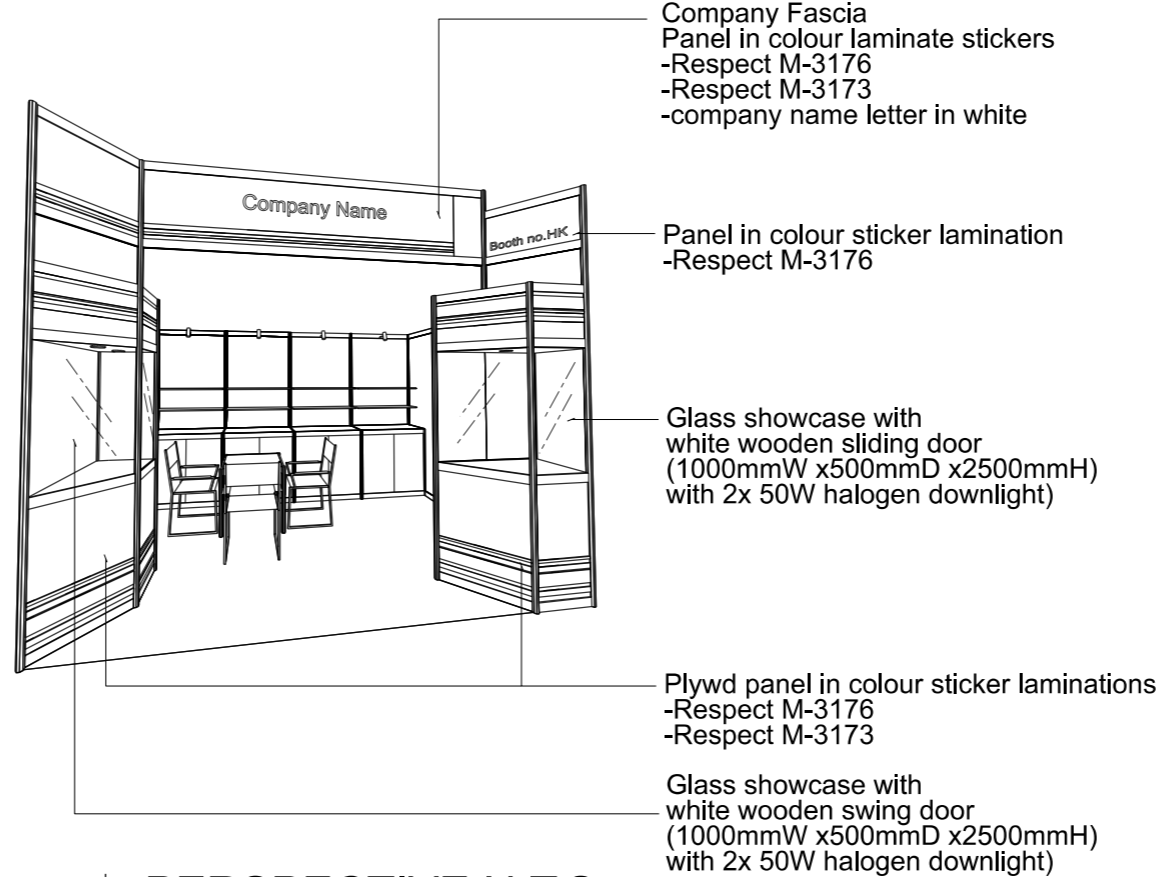 Company Fascia
Panel in colour laminate stickers
-Respect M-3176
-Respect M-3173
-company name letter in white
Company Name
Booth no.HK
Panel in colour sticker lamination
-Respect M-3176
Glass showcase with
white wooden sliding door
(1000mmW x500mmD x2500mmH)
with 2x 50W halogen downlight)
Plywd panel in colour sticker laminations
-Respect M-3176
-Respect M-3173
Glass showcase with
white wooden swing door
(1000mmW x500mmD x2500mmH)
with 2x 50W halogen downlight)